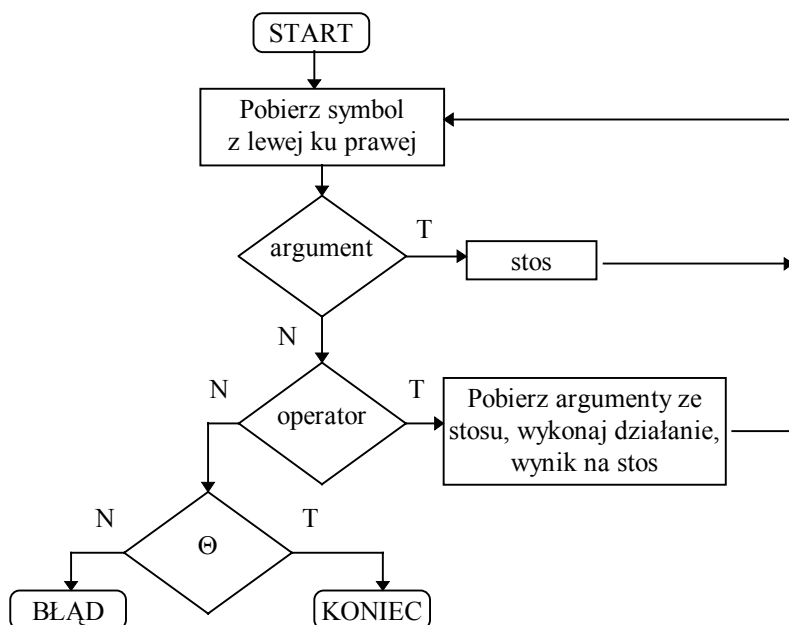 START
Pobierz symbol
z lewej ku prawej
argument
T
stos
N
N
operator
T
Pobierz argumenty ze
stosu, wykonaj działanie,
wynik na stos
N
Θ
T
BŁĄD
KONIEC